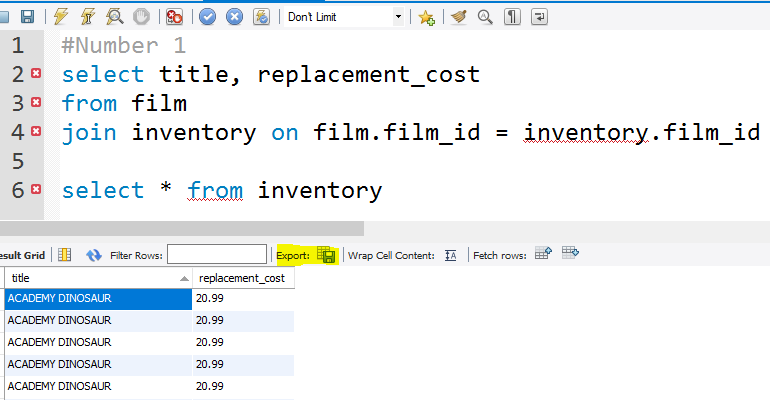 Don't Limit
1 #Number 1
2 select title, replacement_cost
3 from film
4 join inventory on film.film_id = inventory.film_id
5
6 select * from inventory
esult Grid Filter Rows: Export: Wrap Cell Content: Fetch rows:
title replacement_cost
ACADEMY DINOSAUR 20.99
ACADEMY DINOSAUR 20.99
ACADEMY DINOSAUR 20.99
ACADEMY DINOSAUR 20.99
ACADEMY DINOSAUR 20.99